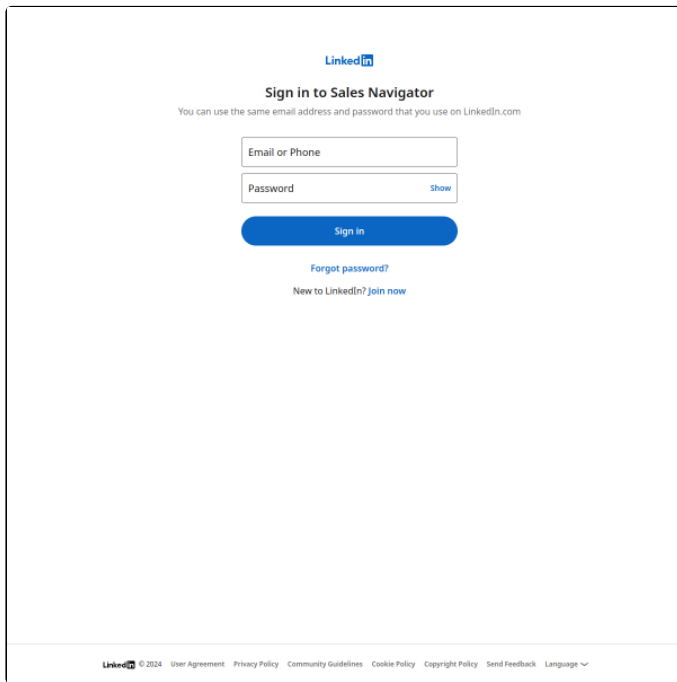 LinkedIn
Sign in to Sales Navigator
You can use the same email address and password that you use on LinkedIn.com
Email or Phone
Password Show
Sign in
Forgot password?
New to LinkedIn? Join now
LinkedIn © 2024 User Agreement Privacy Policy Community Guidelines Cookie Policy Copyright Policy Send Feedback Language